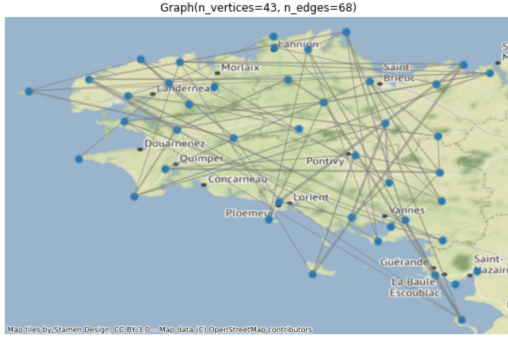 Graph(n_vertices=43, n_edges=68)
Lannion
Morlaix
Saint-
Brieuc
Landerneau
Douarnenez
Quimper
Pontivy
Concarneau
Lorient
Ploemeur
Vannes
Guérande
Saint-
Nazaire
La Baule-
Escoublac
Map tiles by Stamen Design, CC BY 3.0 -- Map data (C) OpenStreetMap contributors